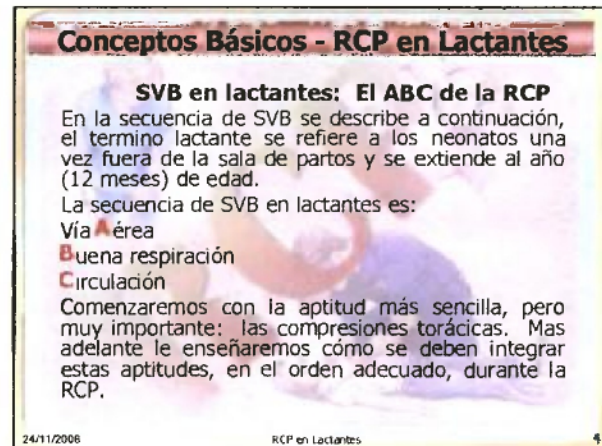 Conceptos Básicos - RCP en Lactantes
SVB en lactantes: El ABC de la RCP
En la secuencia de SVB se describe a continuación,
el termino lactante se refiere a los neonatos una
vez fuera de la sala de partos y se extiende al año
(12 meses) de edad.
La secuencia de SVB en lactantes es:
Vía Aérea
Buena respiración
Circulación
Comenzaremos con la aptitud más sencilla, pero
muy importante: las compresiones torácicas. Mas
adelante le enseñaremos cómo se deben integrar
estas aptitudes, en el orden adecuado, durante la
RCP.
24/11/2008 RCP en Lactantes 4